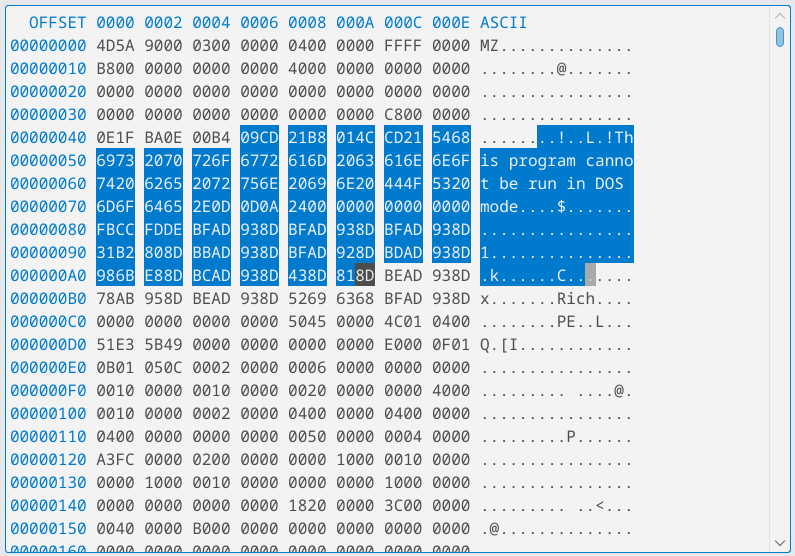 OFFSET 0000 0002 0004 0006 0008 000A 000C 000E ASCII
00000000 4D5A 9000 0300 0000 0400 0000 FFFF 0000 MZ..............
00000010 B800 0000 0000 0000 4000 0000 0000 0000 ........@.......
00000020 0000 0000 0000 0000 0000 0000 0000 0000 ................
00000030 0000 0000 0000 0000 0000 0000 C800 0000 ................
00000040 0E1F BA0E 00B4 09CD 21B8 014C CD21 5468 ........!..L.!Th
00000050 6973 2070 726F 6772 616D 2063 616E 6E6F is program canno
00000060 7420 6265 2072 756E 2069 6E20 444F 5320 t be run in DOS
00000070 6D6F 6465 2E0D 0D0A 2400 0000 0000 0000 mode....$.......
00000080 FBCC FDDE BFAD 938D BFAD 938D BFAD 938D ................
00000090 31B2 808D BBAD 938D BFAD 928D BDAD 938D 1...............
000000A0 986B E88D BCAD 938D 438D 818D BEAD 938D .k......C.......
000000B0 78AB 958D BEAD 938D 5269 6368 BFAD 938D x.......Rich....
000000C0 0000 0000 0000 0000 5045 0000 4C01 0400 ........PE..L...
000000D0 51E3 5B49 0000 0000 0000 0000 E000 0F01 Q.[I............
000000E0 0B01 050C 0002 0000 0006 0000 0000 0000 ................
000000F0 0010 0000 0010 0000 0020 0000 0000 4000 ......... ....@.
00000100 0010 0000 0002 0000 0400 0000 0400 0000 ................
00000110 0400 0000 0000 0000 0050 0000 0004 0000 .........P......
00000120 A3FC 0000 0200 0000 0000 1000 0010 0000 ................
00000130 0000 1000 0010 0000 0000 0000 1000 0000 ................
00000140 0000 0000 0000 0000 1820 0000 3C00 0000 ......... ..<...
00000150 0040 0000 B000 0000 0000 0000 0000 0000 .@..............
00000160 0000 0000 0000 0000 0000 0000 0000 0000 ................